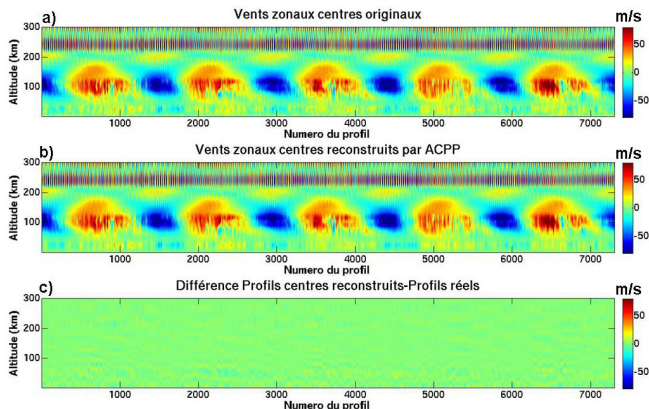 a) Vents zonaux centres originaux m/s
300
200
100
Altitude (km)
1000 2000 3000 4000 5000 6000 7000
Numero du profil
50
0
-50
b) Vents zonaux centres reconstruits par ACPP m/s
300
200
100
Altitude (km)
1000 2000 3000 4000 5000 6000 7000
Numero du profil
50
0
-50
c) Différence Profils centres reconstruits-Profils réels m/s
300
200
100
Altitude (km)
1000 2000 3000 4000 5000 6000 7000
Numero du profil
50
0
-50